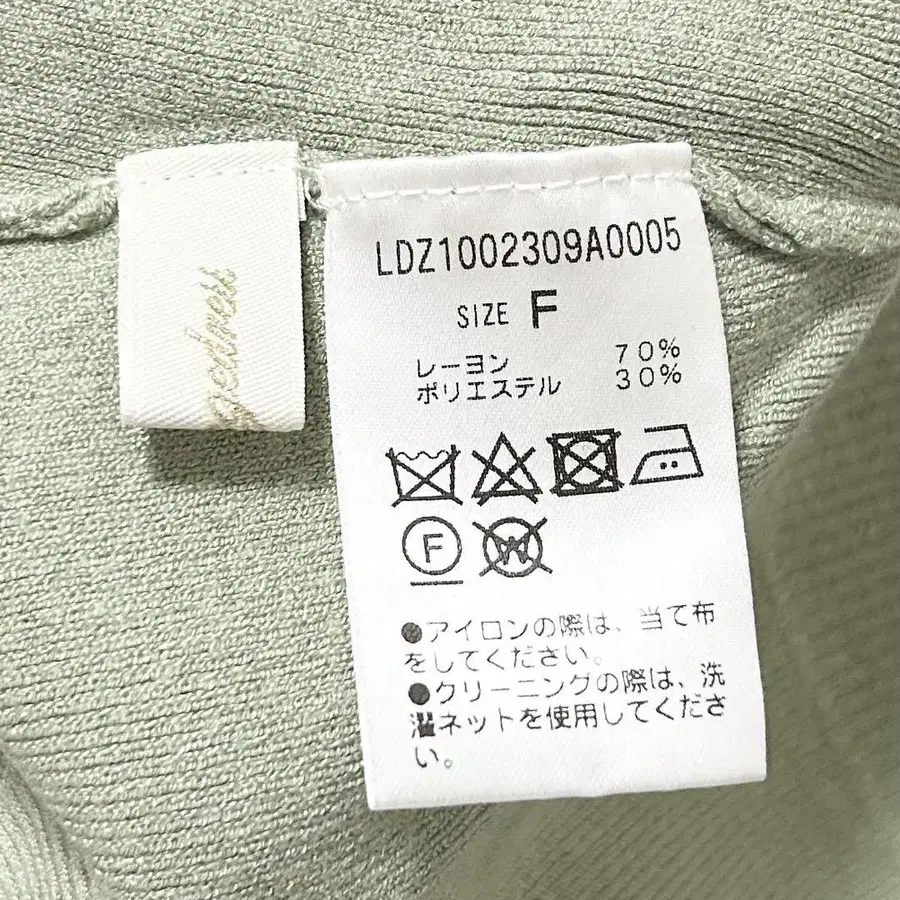 LDZ1002309A0005
SIZE F
レーヨン 70%
ポリエステル 30%
F
W
●アイロンの際は、当て布
をしてください。
●クリーニングの際は、洗
濯ネットを使用してくださ
い。